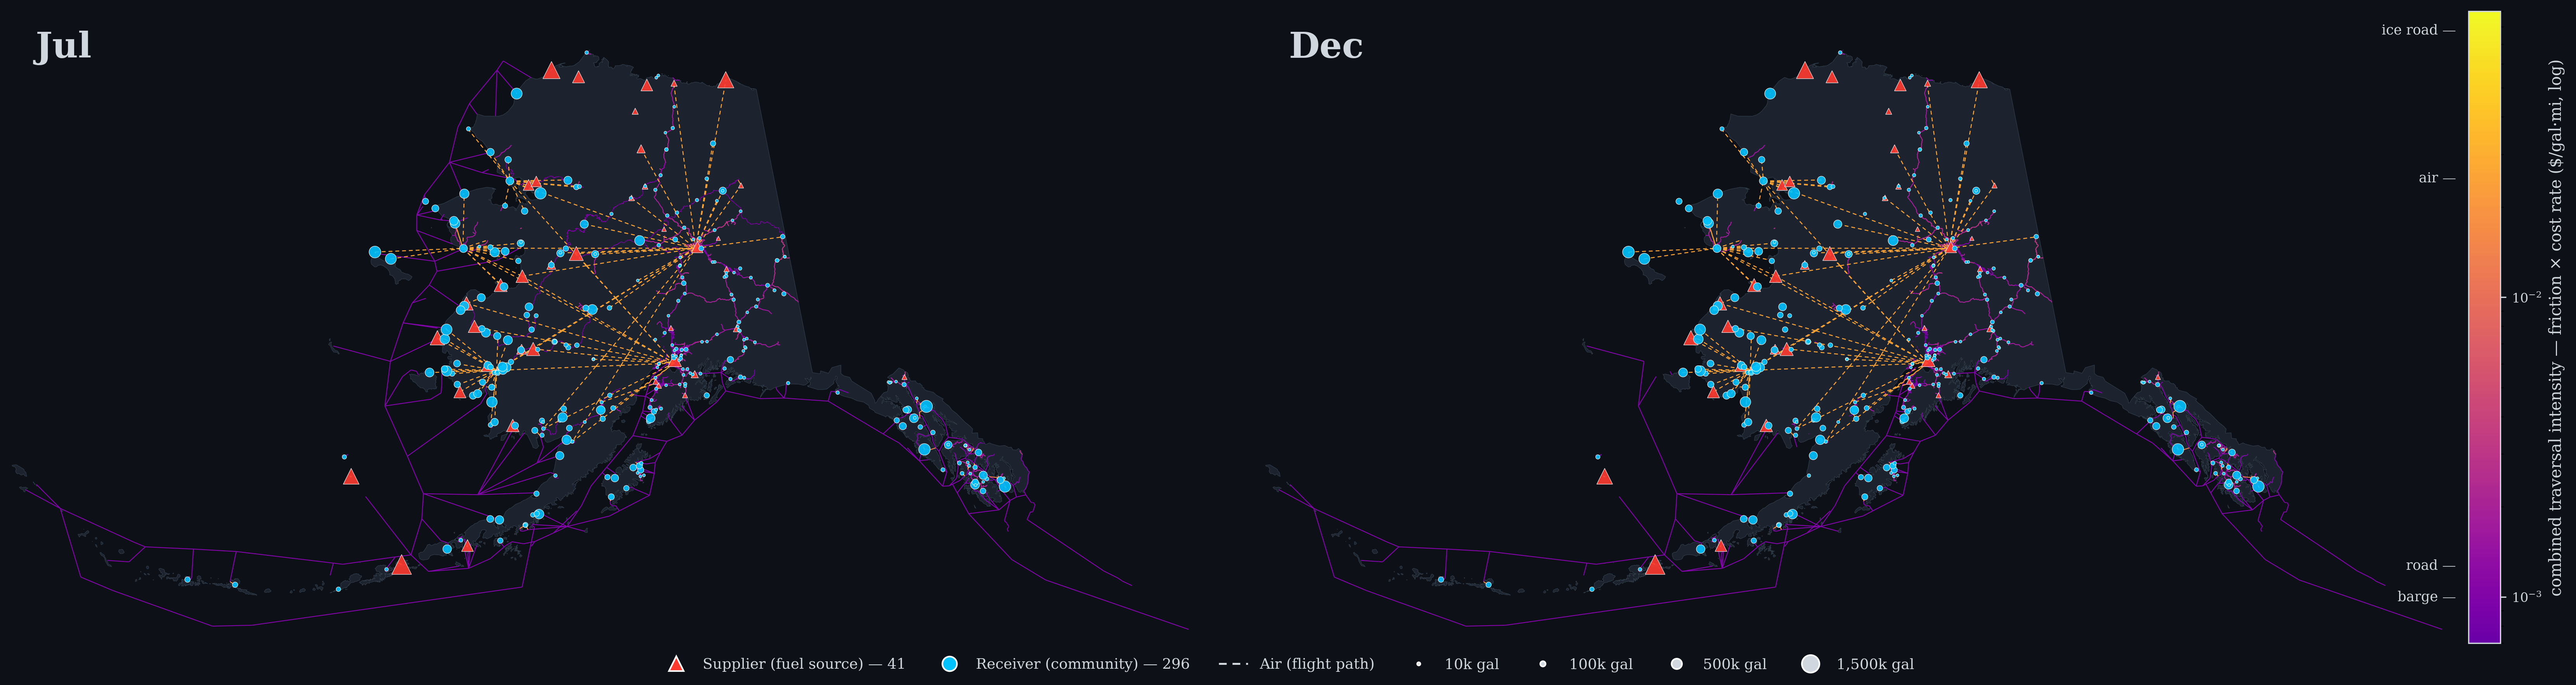 Jul
Dec
ice road —
air —
road —
barge —
10⁻²
10⁻³
combined traversal intensity — friction × cost rate ($/gal·mi, log)
Supplier (fuel source) — 41
Receiver (community) — 296
Air (flight path)
10k gal
100k gal
500k gal
1,500k gal